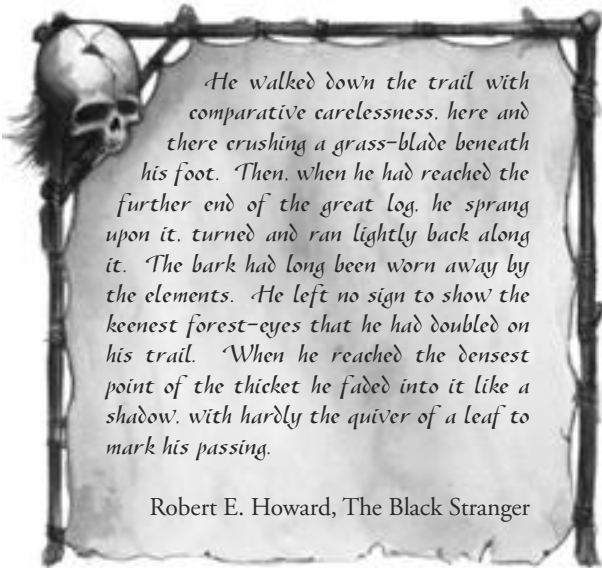 He walked down the trail with
comparative carelessness, here and
there crushing a grass-blade beneath
his foot. Then, when he had reached the
further end of the great log, he sprang
upon it, turned and ran lightly back along
it. The bark had long been worn away by
the elements. He left no sign to show the
keenest forest-eyes that he had doubled on
his trail. When he reached the densest
point of the thicket he faded into it like a
shadow, with hardly the quiver of a leaf to
mark his passing.
Robert E. Howard, The Black Stranger